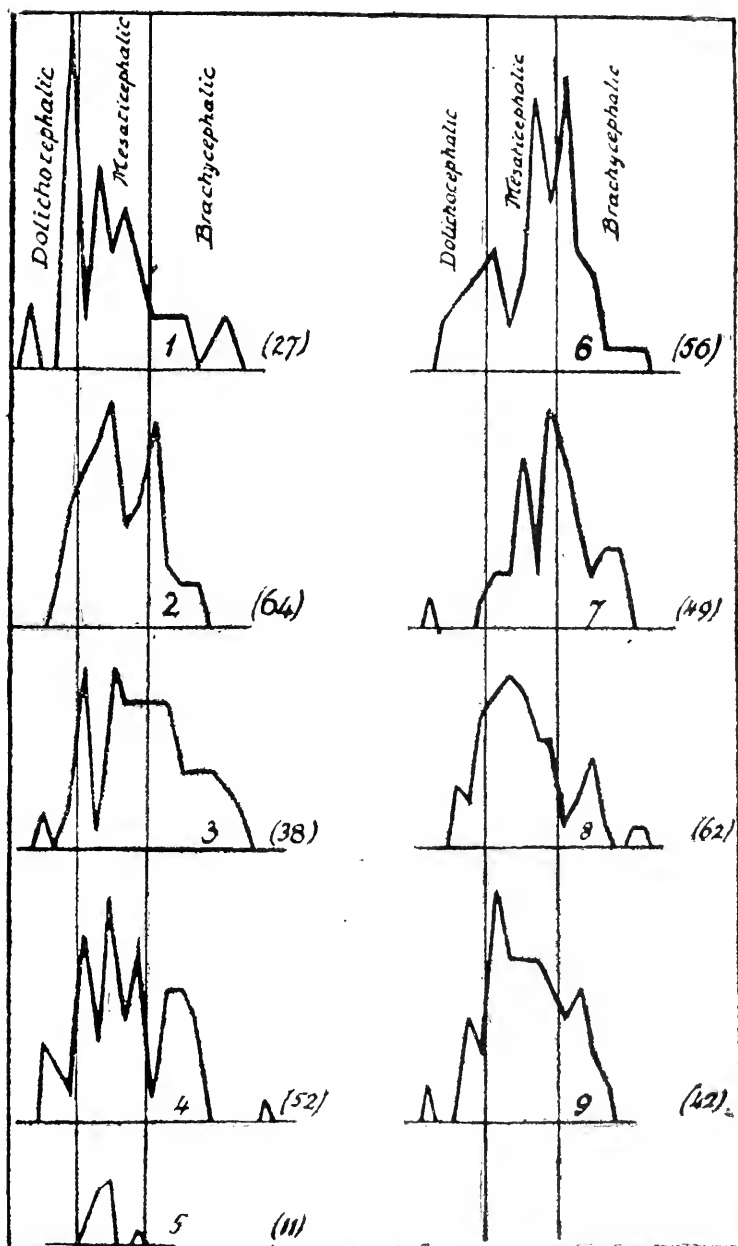 Dolichocephalic
Mesaticephalic
Brachycephalic
Dolichocephalic
Mesaticephalic
Brachycephalic
1 (27)
6 (56)
2 (64)
7 (49)
3 (38)
8 (62)
4 (52)
9 (42)
5 (11)